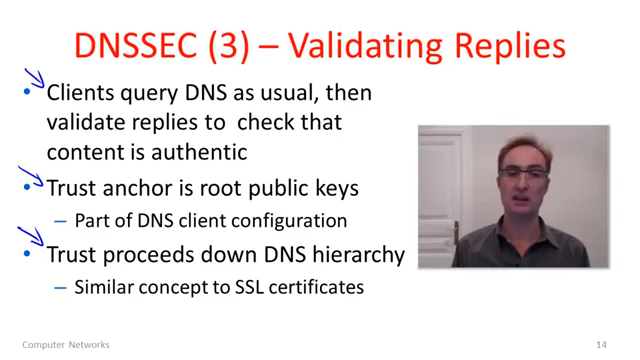 DNSSEC (3) – Validating Replies
• Clients query DNS as usual, then
validate replies to check that
content is authentic
• Trust anchor is root public keys
– Part of DNS client configuration
• Trust proceeds down DNS hierarchy
– Similar concept to SSL certificates
Computer Networks
14